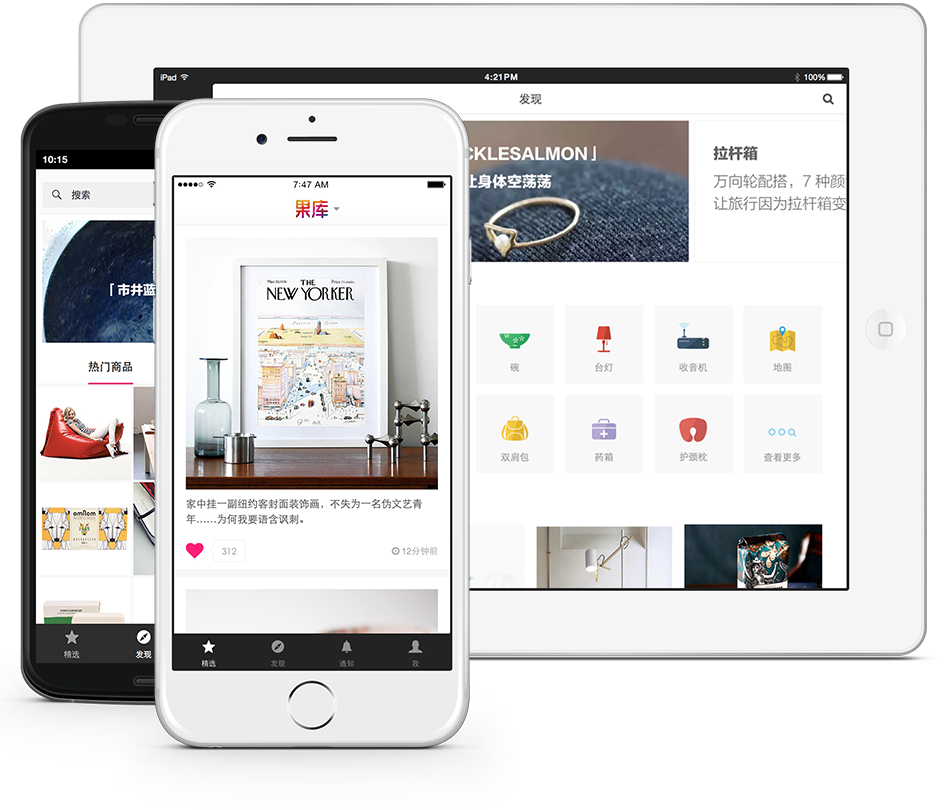 iPad
4:21PM
100%
发现
CKLESALMON」
让身体空荡荡
拉杆箱
万向轮配搭，7 种颜
让旅行因为拉杆箱变
碗
台灯
收音机
地图
双肩包
药箱
护颈枕
查看更多
10:15
搜索
「市井蓝
热门商品
omnom
精选
发现
7:47 AM
果库
THE
NEW YORKER
家中挂一副纽约客封面装饰画，不失为一名伪文艺青
年……为何我要语含讽刺。
312
12分钟前
精选
发现
通知
我